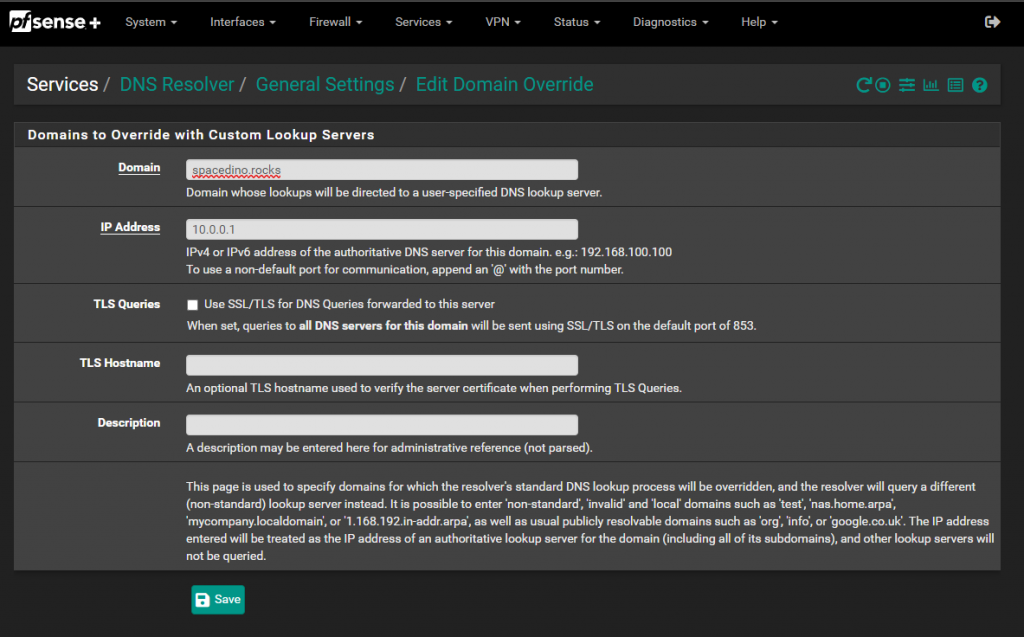 pfsense+ System Interfaces Firewall Services VPN Status Diagnostics Help
Services / DNS Resolver / General Settings / Edit Domain Override
Domains to Override with Custom Lookup Servers
Domain spacedino.rocks
Domain whose lookups will be directed to a user-specified DNS lookup server.
IP Address 10.0.0.1
IPv4 or IPv6 address of the authoritative DNS server for this domain. e.g.: 192.168.100.100
To use a non-default port for communication, append an '@' with the port number.
TLS Queries Use SSL/TLS for DNS Queries forwarded to this server
When set, queries to all DNS servers for this domain will be sent using SSL/TLS on the default port of 853.
TLS Hostname
An optional TLS hostname used to verify the server certificate when performing TLS Queries.
Description
A description may be entered here for administrative reference (not parsed).
This page is used to specify domains for which the resolver's standard DNS lookup process will be overridden, and the resolver will query a different
(non-standard) lookup server instead. It is possible to enter 'non-standard', 'invalid' and 'local' domains such as 'test', 'nas.home.arpa',
'mycompany.localdomain', or '1.168.192.in-addr.arpa', as well as usual publicly resolvable domains such as 'org', 'info', or 'google.co.uk'. The IP address
entered will be treated as the IP address of an authoritative lookup server for the domain (including all of its subdomains), and other lookup servers will
not be queried.
Save